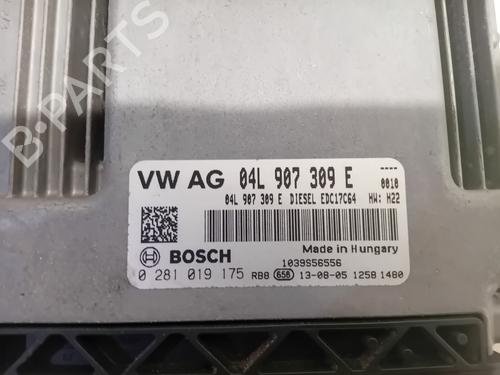 B-PARTS
VW AG 04L 907 309 E ----
0010
04L 907 309 E DIESEL EDC17C64 HW: H22
BOSCH
Made in Hungary
1039S56556
0 281 019 175 RB8 658 13-08-05 1258 1480